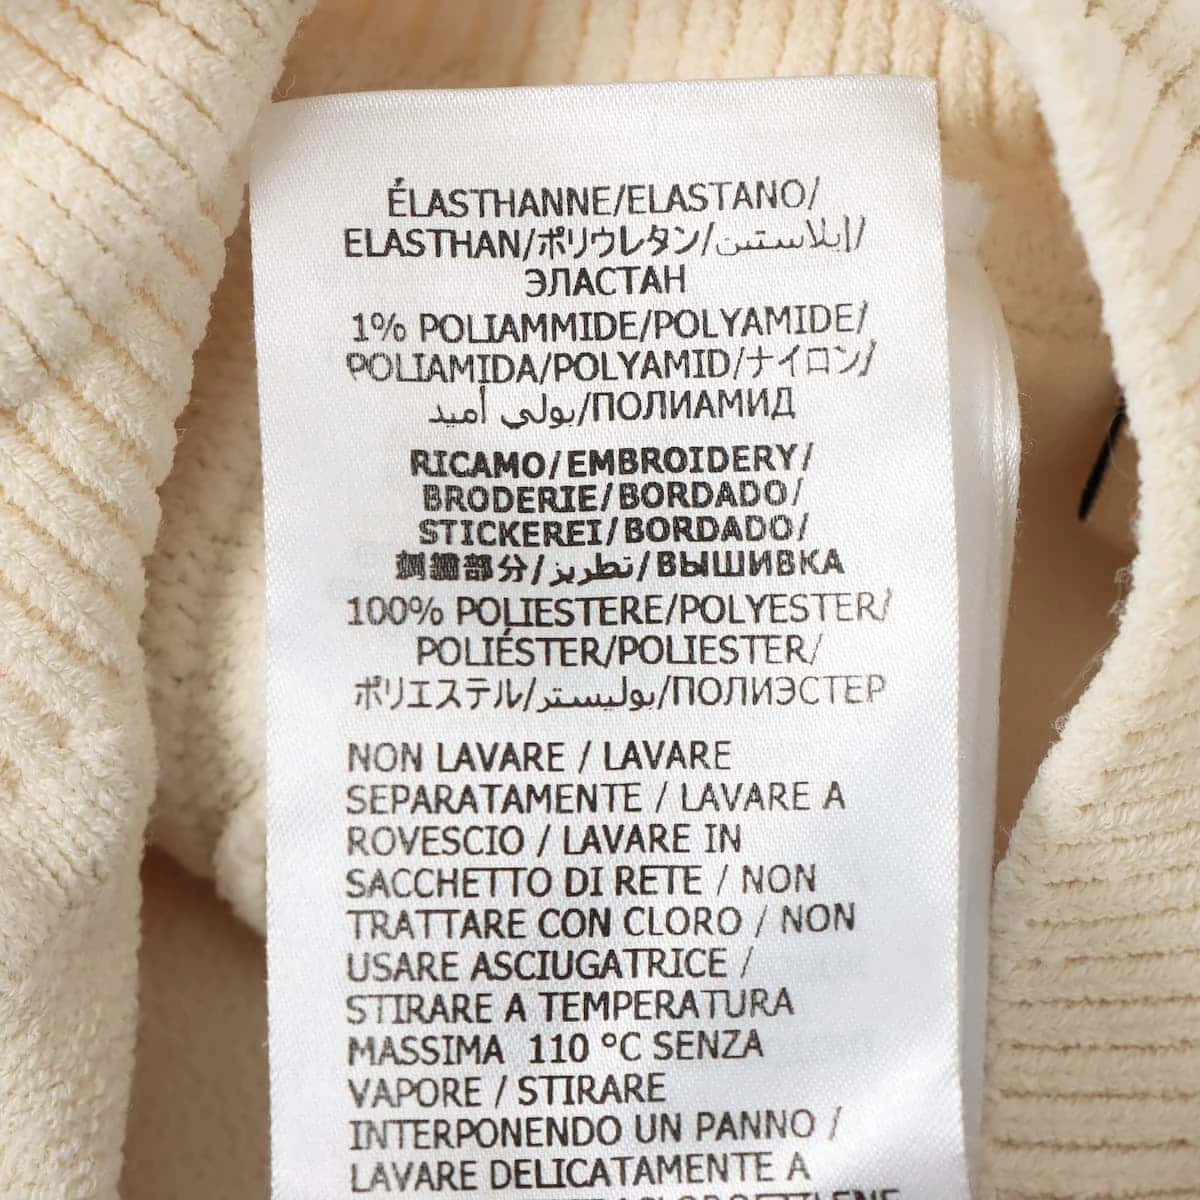 ÉLASTHANNE/ELASTANO/
ELASTHAN/ポリウレタン/إيلاستين/
ЭЛАСТАН
1% POLIAMMIDE/POLYAMIDE/
POLIAMIDA/POLYAMID/ナイロン/
بولي أميد/ПОЛИАМИД
RICAMO/EMBROIDERY/
BRODERIE/BORDADO/
STICKEREI/BORDADO/
刺繍部分/تطريز/ВЫШИВКА
100% POLIESTERE/POLYESTER/
POLIÉSTER/POLIESTER/
ポリエステル/بوليستر/ПОЛИЭСТЕР
NON LAVARE / LAVARE
SEPARATAMENTE / LAVARE A
ROVESCIO / LAVARE IN
SACCHETTO DI RETE / NON
TRATTARE CON CLORO / NON
USARE ASCIUGATRICE /
STIRARE A TEMPERATURA
MASSIMA 110 °C SENZA
VAPORE / STIRARE
INTERPONENDO UN PANNO /
LAVARE DELICATAMENTE A